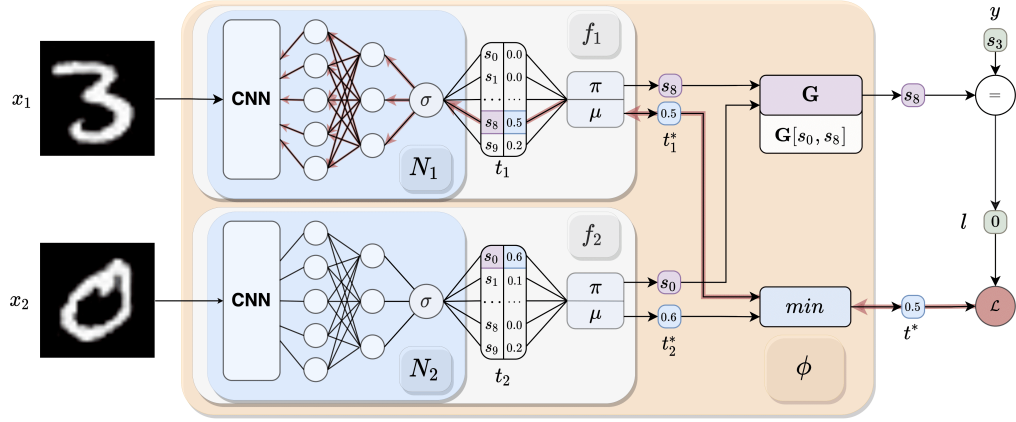 x₁
CNN
σ
N₁
s₀ 0.0
s₁ 0.0
..... ...
s₈ 0.5
s₉ 0.2
t₁
f₁
π
μ
s₈
0.5
t₁*
G
G[s₀, s₈]
s₈
y
s₃
=
l
0
x₂
CNN
σ
N₂
s₀ 0.6
s₁ 0.1
..... ...
s₈ 0.0
s₉ 0.2
t₂
f₂
π
μ
s₀
0.6
t₂*
min
0.5
t*
ℒ
ϕ